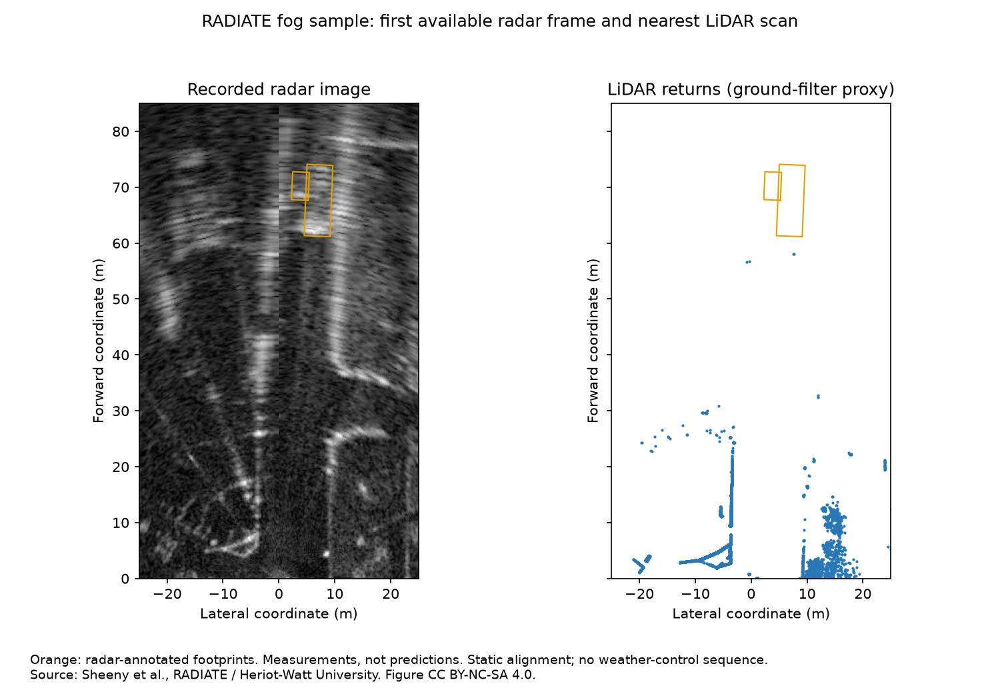 RADIATE fog sample: first available radar frame and nearest LiDAR scan
Recorded radar image
LiDAR returns (ground-filter proxy)
Forward coordinate (m)
80
70
60
50
40
30
20
10
0
−20
−10
0
10
20
Lateral coordinate (m)
Forward coordinate (m)
−20
−10
0
10
20
Lateral coordinate (m)
Orange: radar-annotated footprints. Measurements, not predictions. Static alignment; no weather-control sequence.
Source: Sheeny et al., RADIATE / Heriot-Watt University. Figure CC BY-NC-SA 4.0.